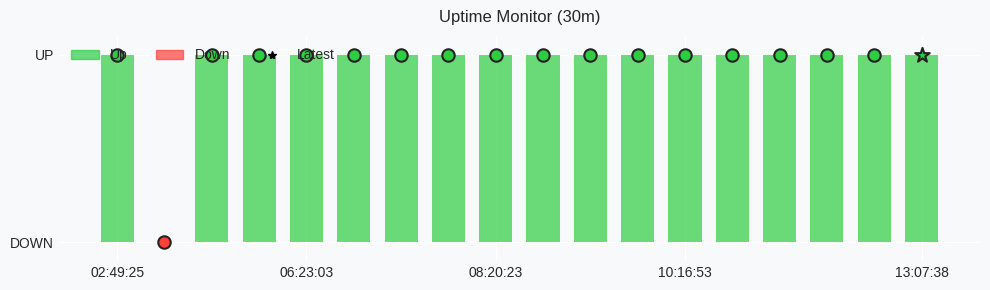 Uptime Monitor (30m)
UP
Up
Down
Latest
DOWN
02:49:25
06:23:03
08:20:23
10:16:53
13:07:38